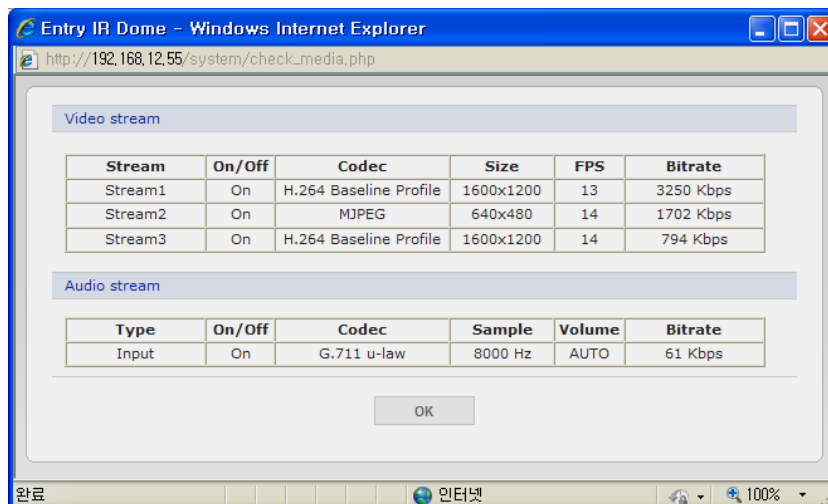 Entry IR Dome - Windows Internet Explorer
http://192.168.12.55/system/check_media.php
Video stream
Stream On/Off Codec Size FPS Bitrate
Stream1 On H.264 Baseline Profile 1600x1200 13 3250 Kbps
Stream2 On MJPEG 640x480 14 1702 Kbps
Stream3 On H.264 Baseline Profile 1600x1200 14 794 Kbps
Audio stream
Type On/Off Codec Sample Volume Bitrate
Input On G.711 u-law 8000 Hz AUTO 61 Kbps
OK
완료 인터넷 100%